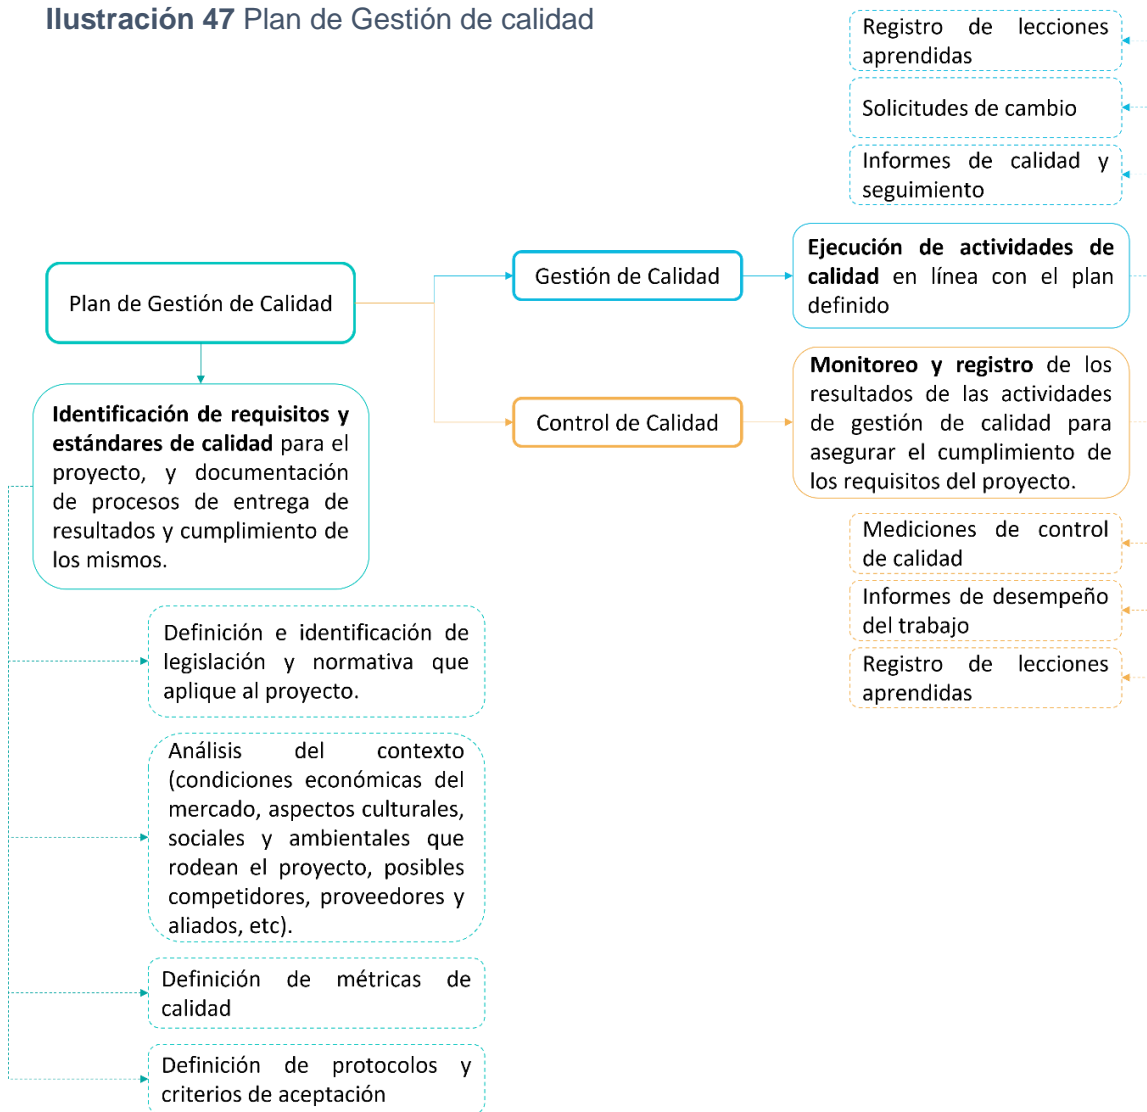 Ilustración 47 Plan de Gestión de calidad
Registro de lecciones
aprendidas
Solicitudes de cambio
Informes de calidad y
seguimiento
Plan de Gestión de Calidad
Gestión de Calidad
Ejecución de actividades de
calidad en línea con el plan
definido
Control de Calidad
Monitoreo y registro de los
resultados de las actividades
de gestión de calidad para
asegurar el cumplimiento de
los requisitos del proyecto.
Mediciones de control
de calidad
Informes de desempeño
del trabajo
Registro de lecciones
aprendidas
Identificación de requisitos y
estándares de calidad para el
proyecto, y documentación
de procesos de entrega de
resultados y cumplimiento de
los mismos.
Definición e identificación de
legislación y normativa que
aplique al proyecto.
Análisis del contexto
(condiciones económicas del
mercado, aspectos culturales,
sociales y ambientales que
rodean el proyecto, posibles
competidores, proveedores y
aliados, etc).
Definición de métricas de
calidad
Definición de protocolos y
criterios de aceptación